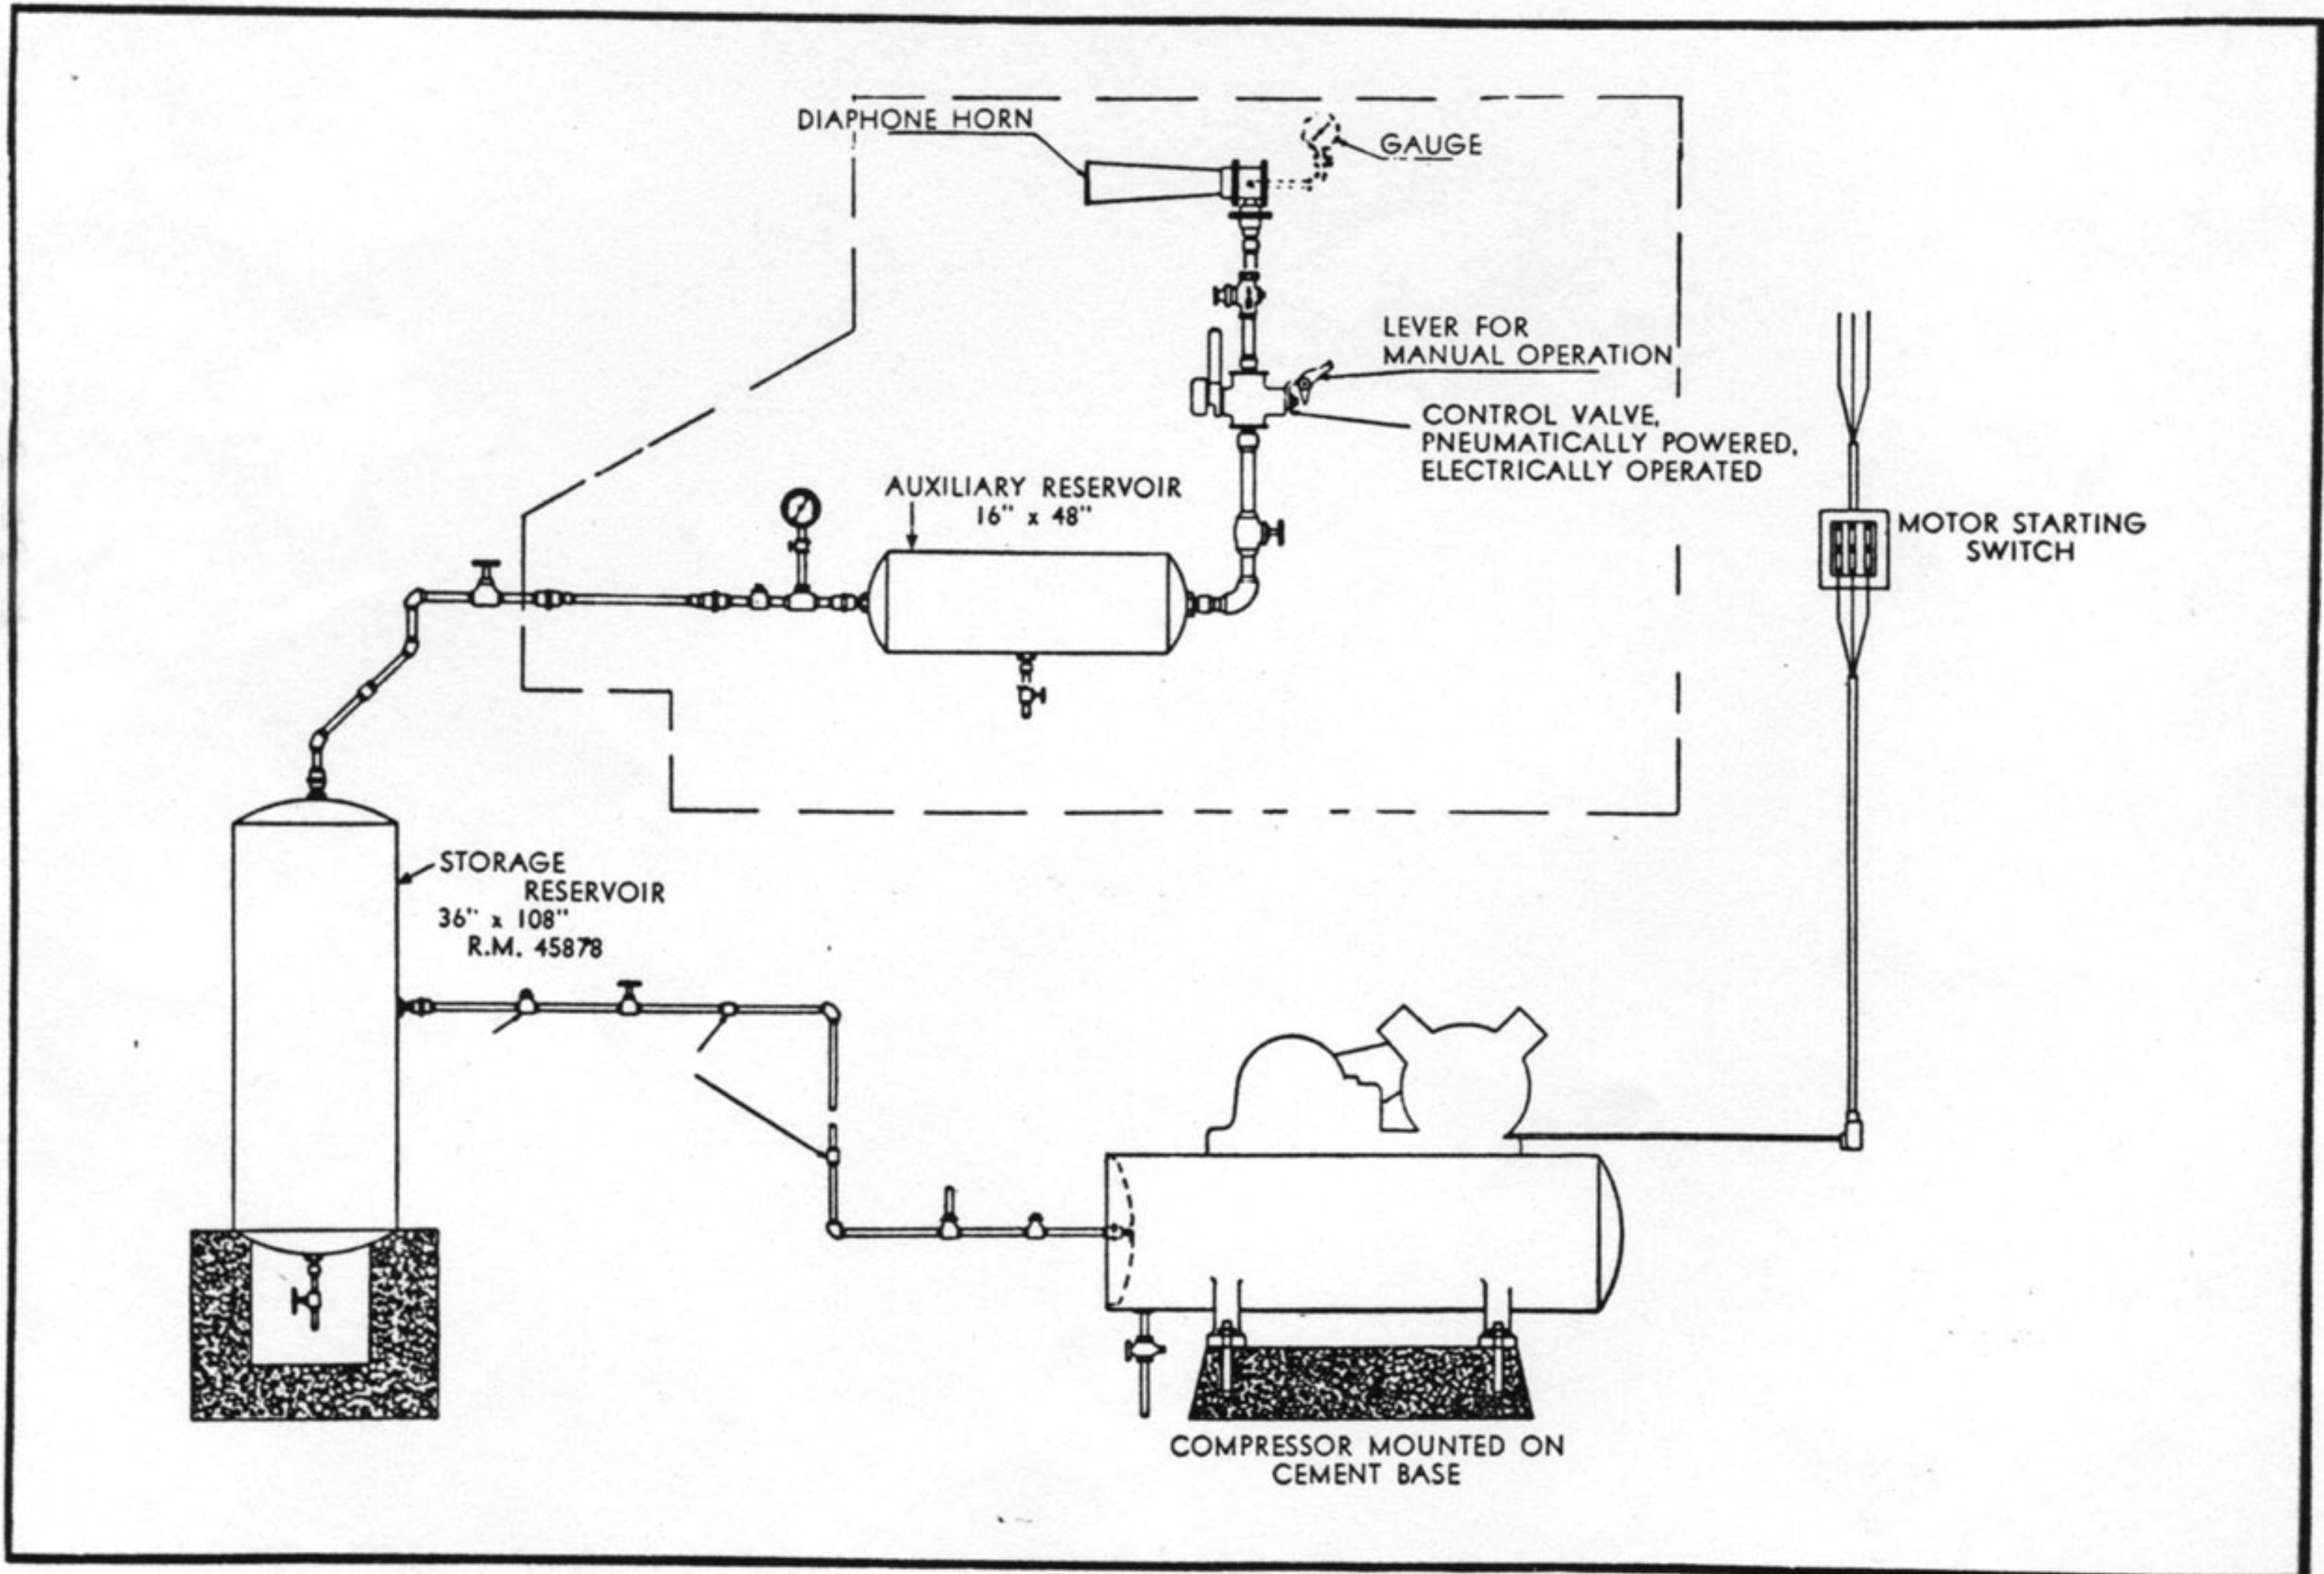 DIAPHONE HORN
GAUGE
LEVER FOR
MANUAL OPERATION
CONTROL VALVE,
PNEUMATICALLY POWERED,
ELECTRICALLY OPERATED
AUXILIARY RESERVOIR
16" x 48"
MOTOR STARTING
SWITCH
STORAGE
RESERVOIR
36" x 108"
R.M. 45878
COMPRESSOR MOUNTED ON
CEMENT BASE